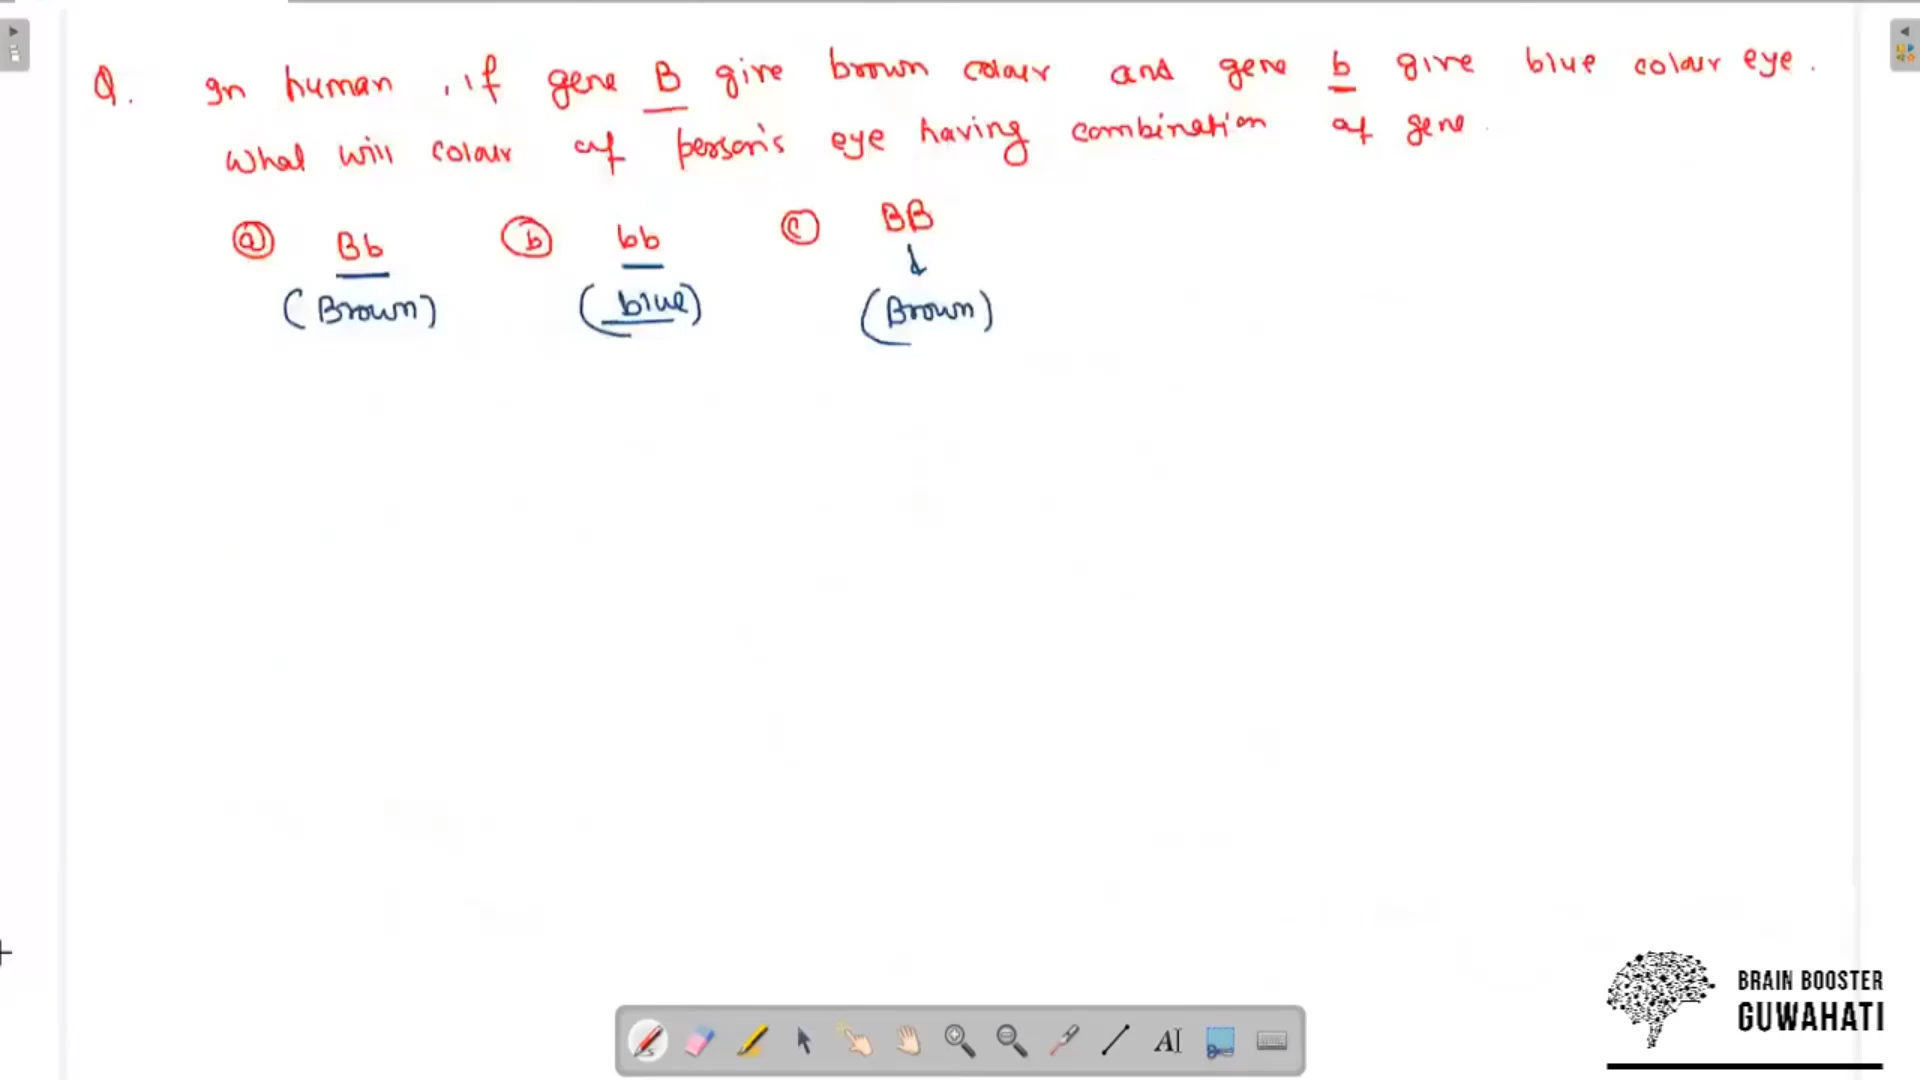 Q. In human, if gene B give brown colour and gene b give blue colour eye.
What will colour of person's eye having combination of gene.
(a) Bb (b) bb (c) BB
(Brown) (blue) (Brown)
AI
BRAIN BOOSTER
GUWAHATI